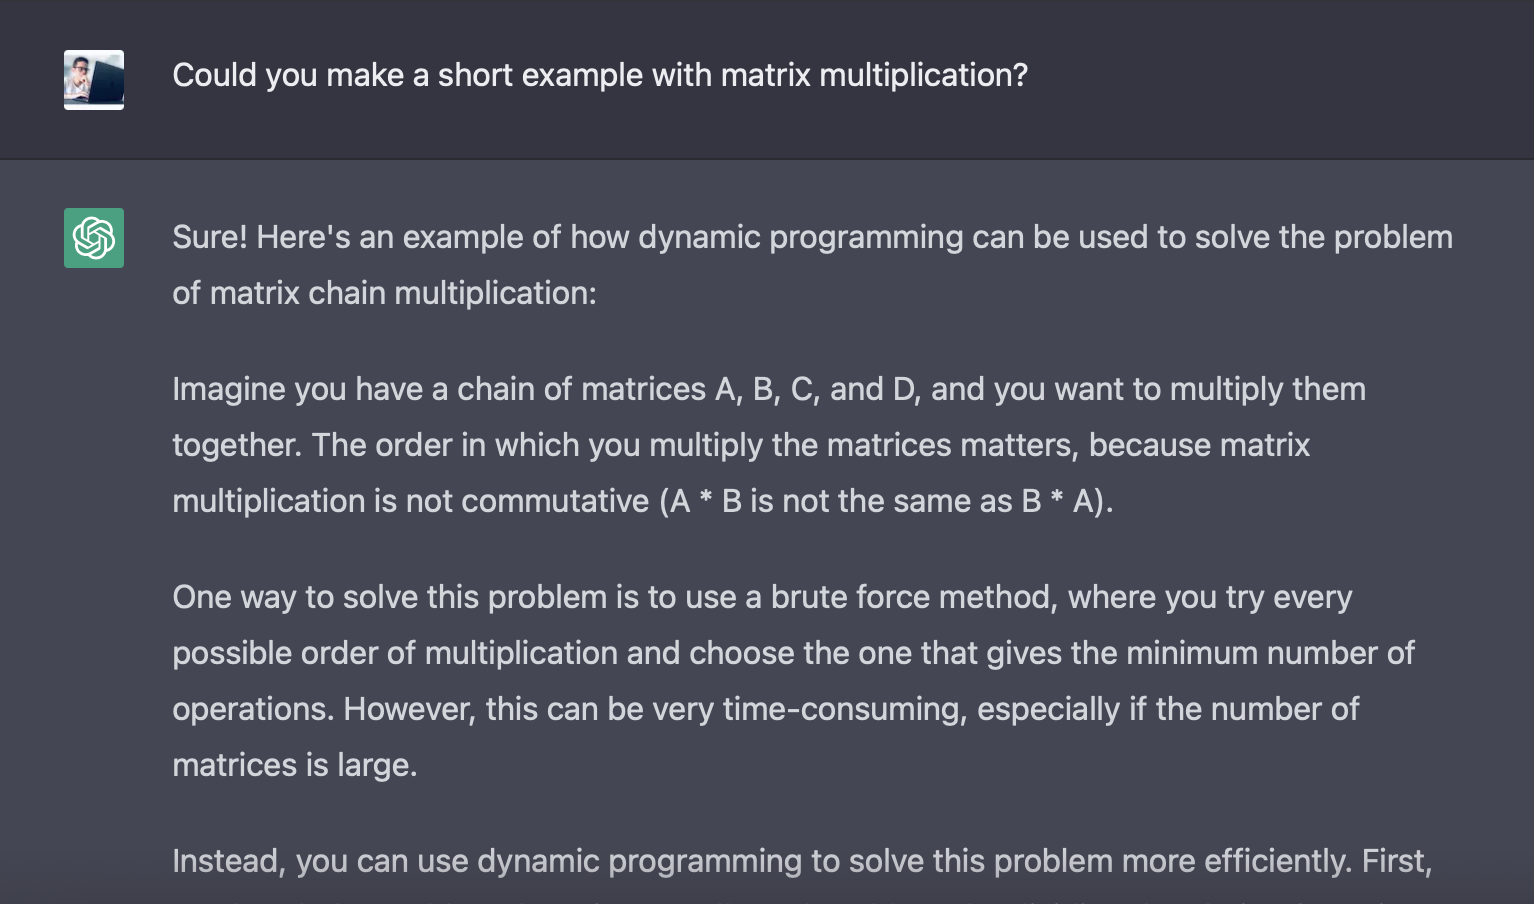 Could you make a short example with matrix multiplication?
Sure! Here's an example of how dynamic programming can be used to solve the problem
of matrix chain multiplication:
Imagine you have a chain of matrices A, B, C, and D, and you want to multiply them
together. The order in which you multiply the matrices matters, because matrix
multiplication is not commutative (A * B is not the same as B * A).
One way to solve this problem is to use a brute force method, where you try every
possible order of multiplication and choose the one that gives the minimum number of
operations. However, this can be very time-consuming, especially if the number of
matrices is large.
Instead, you can use dynamic programming to solve this problem more efficiently. First,